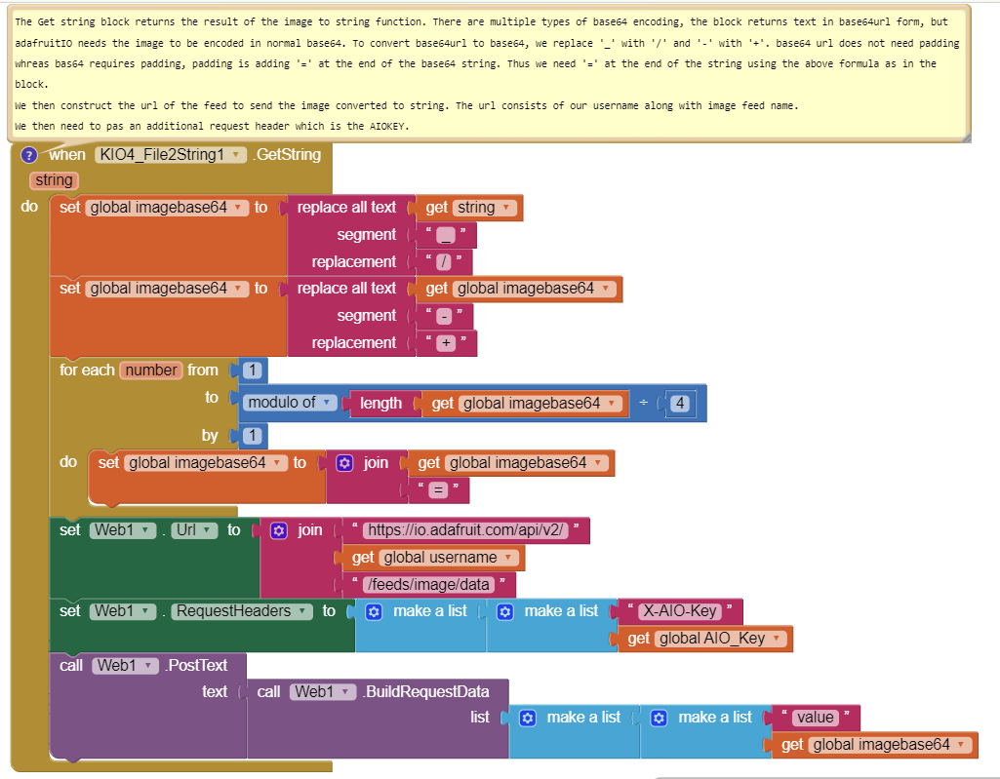 The Get string block returns the result of the image to string function. There are multiple types of base64 encoding, the block returns text in base64url form, but
adafruitIO needs the image to be encoded in normal base64. To convert base64url to base64, we replace '_' with '/' and '-' with '+'. base64 url does not need padding
whreas bas64 requires padding, padding is adding '=' at the end of the base64 string. Thus we need '=' at the end of the string using the above formula as in the
block.
We then construct the url of the feed to send the image converted to string. The url consists of our username along with image feed name.
We then need to pas an additional request header which is the AIOKEY.
? when KIO4_File2String1 .GetString
string
do set global imagebase64 to replace all text get string
segment " _ "
replacement " / "
set global imagebase64 to replace all text get global imagebase64
segment " - "
replacement " + "
for each number from 1
to modulo of length get global imagebase64 ÷ 4
by 1
do set global imagebase64 to join get global imagebase64
" = "
set Web1 . Url to join " https://io.adafruit.com/api/v2/ "
get global username
" /feeds/image/data "
set Web1 . RequestHeaders to make a list make a list " X-AIO-Key "
get global AIO_Key
call Web1 .PostText
text call Web1 .BuildRequestData
list make a list make a list " value "
get global imagebase64